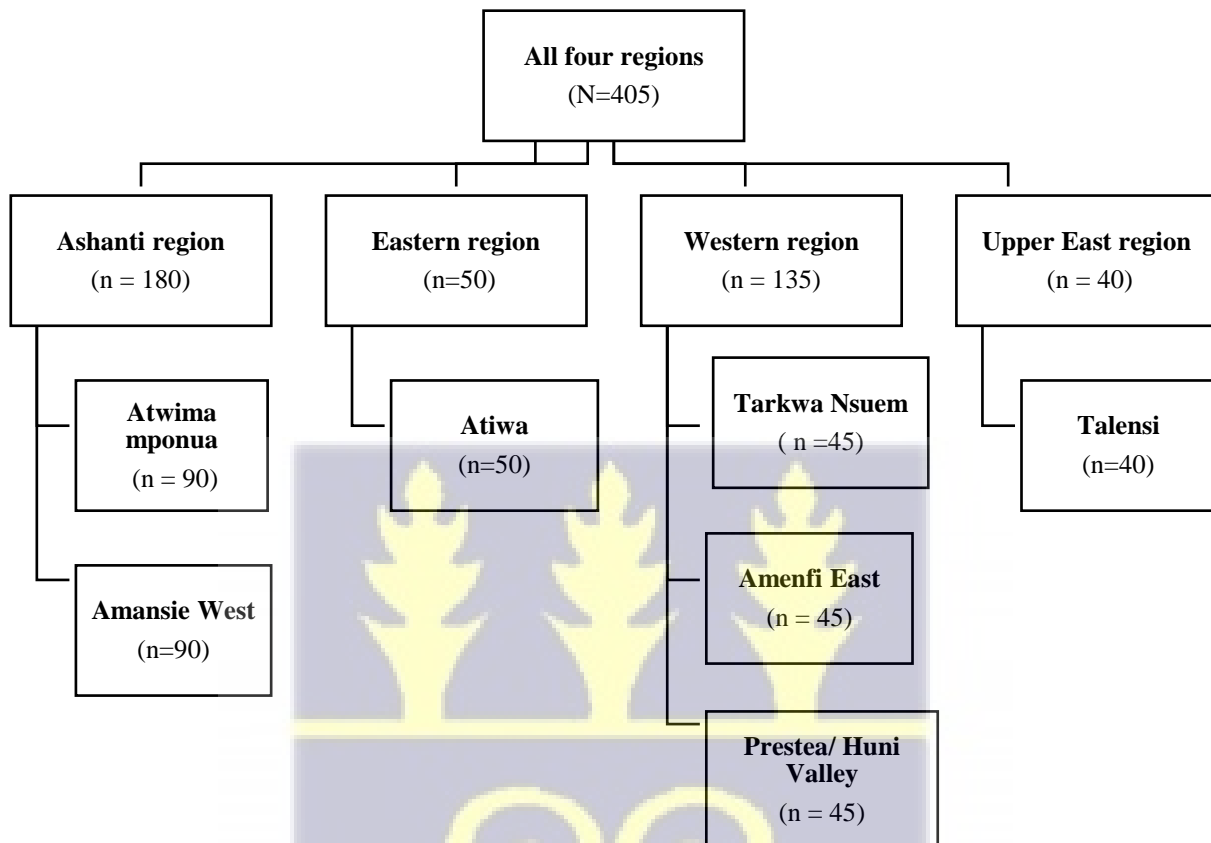 All four regions
(N=405)
Ashanti region
(n = 180)
Eastern region
(n=50)
Western region
(n = 135)
Upper East region
(n = 40)
Atwima
mponua
(n = 90)
Amansie West
(n=90)
Atiwa
(n=50)
Tarkwa Nsuem
( n =45)
Amenfi East
(n = 45)
Prestea/ Huni
Valley
(n = 45)
Talensi
(n=40)